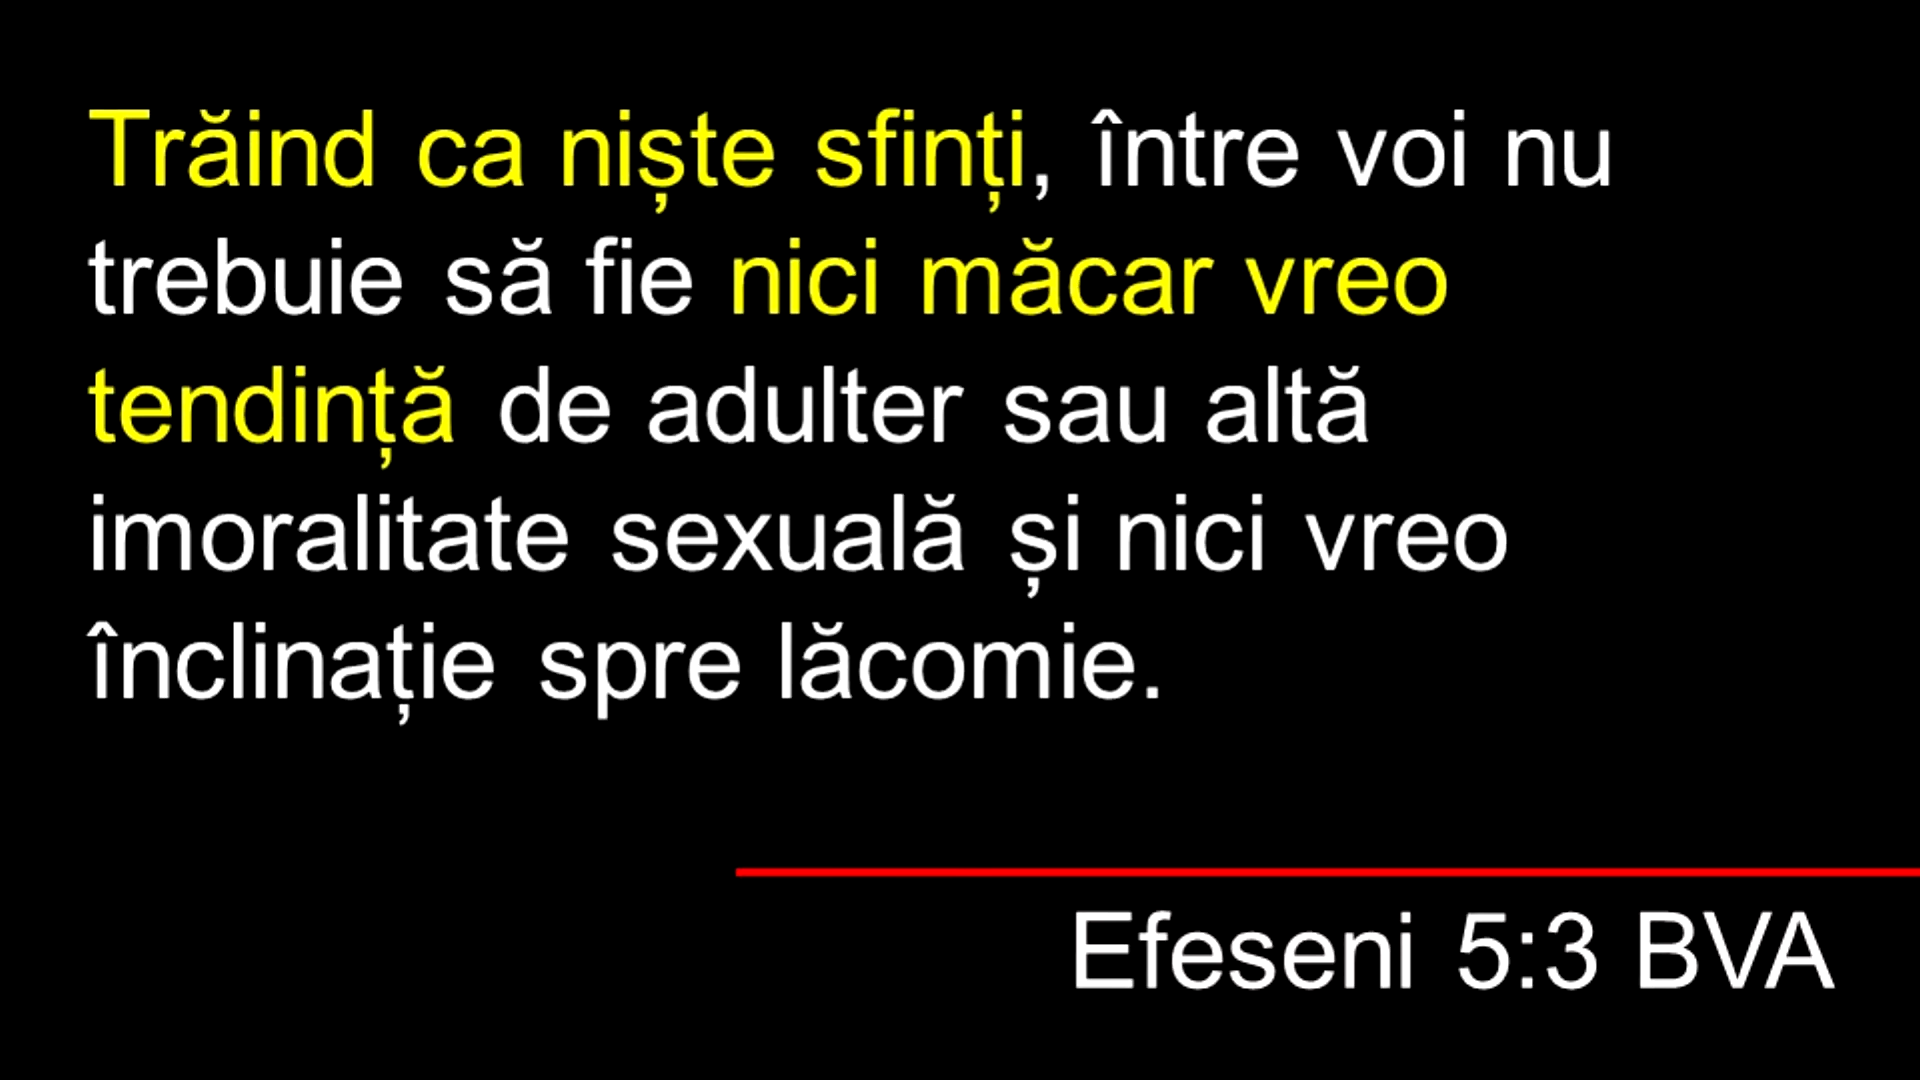 Trăind ca niște sfinți, între voi nu
trebuie să fie nici măcar vreo
tendință de adulter sau altă
imoralitate sexuală și nici vreo
înclinație spre lăcomie.
Efeseni 5:3 BVA